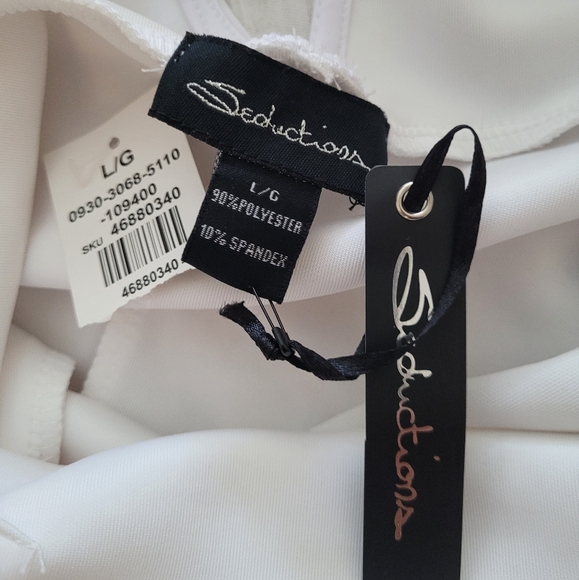 Seductions
L/G
90%POLYESTER
10% SPANDEX
L/G
0930-3068-5110
-109400
SKU 46880340
46880340
Seductions